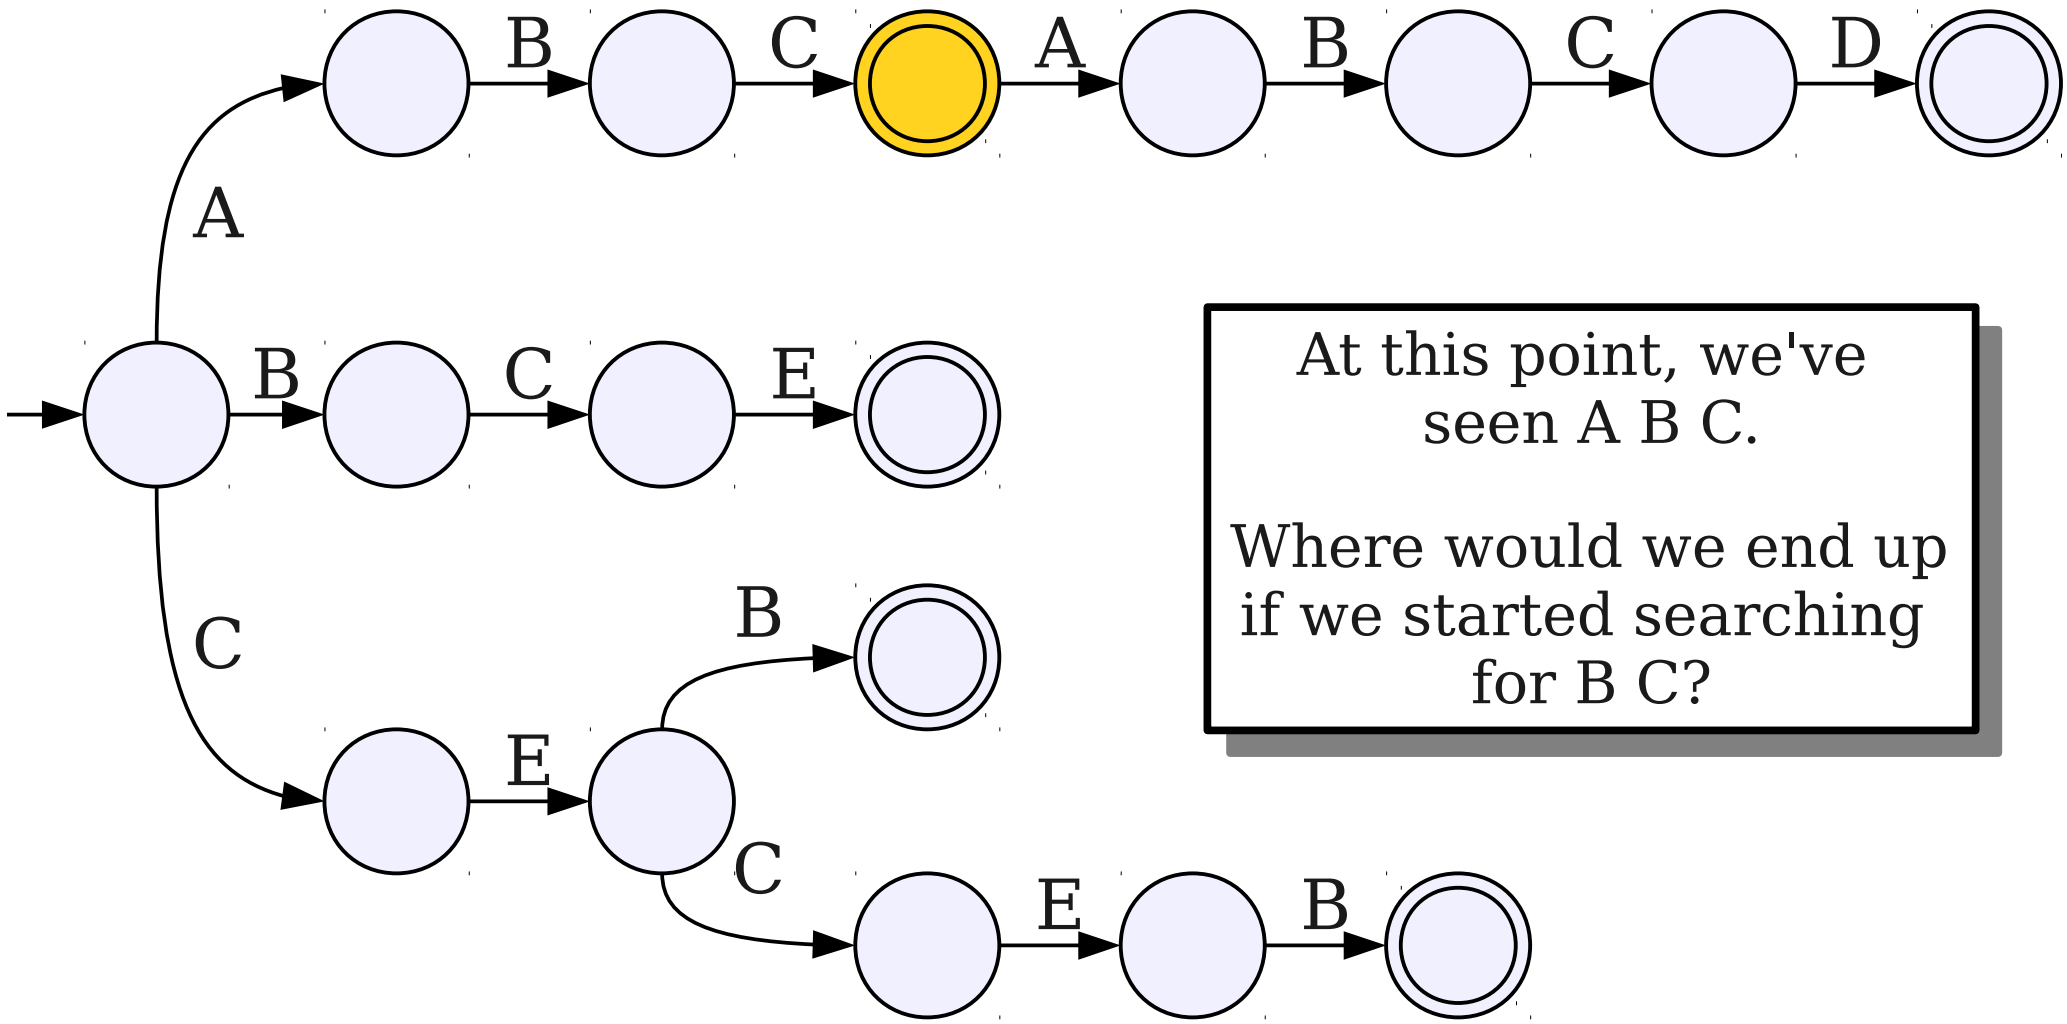 B C A B C D
A
B C E
C
B
E
C
E B
At this point, we've
seen A B C.
Where would we end up
if we started searching
for B C?